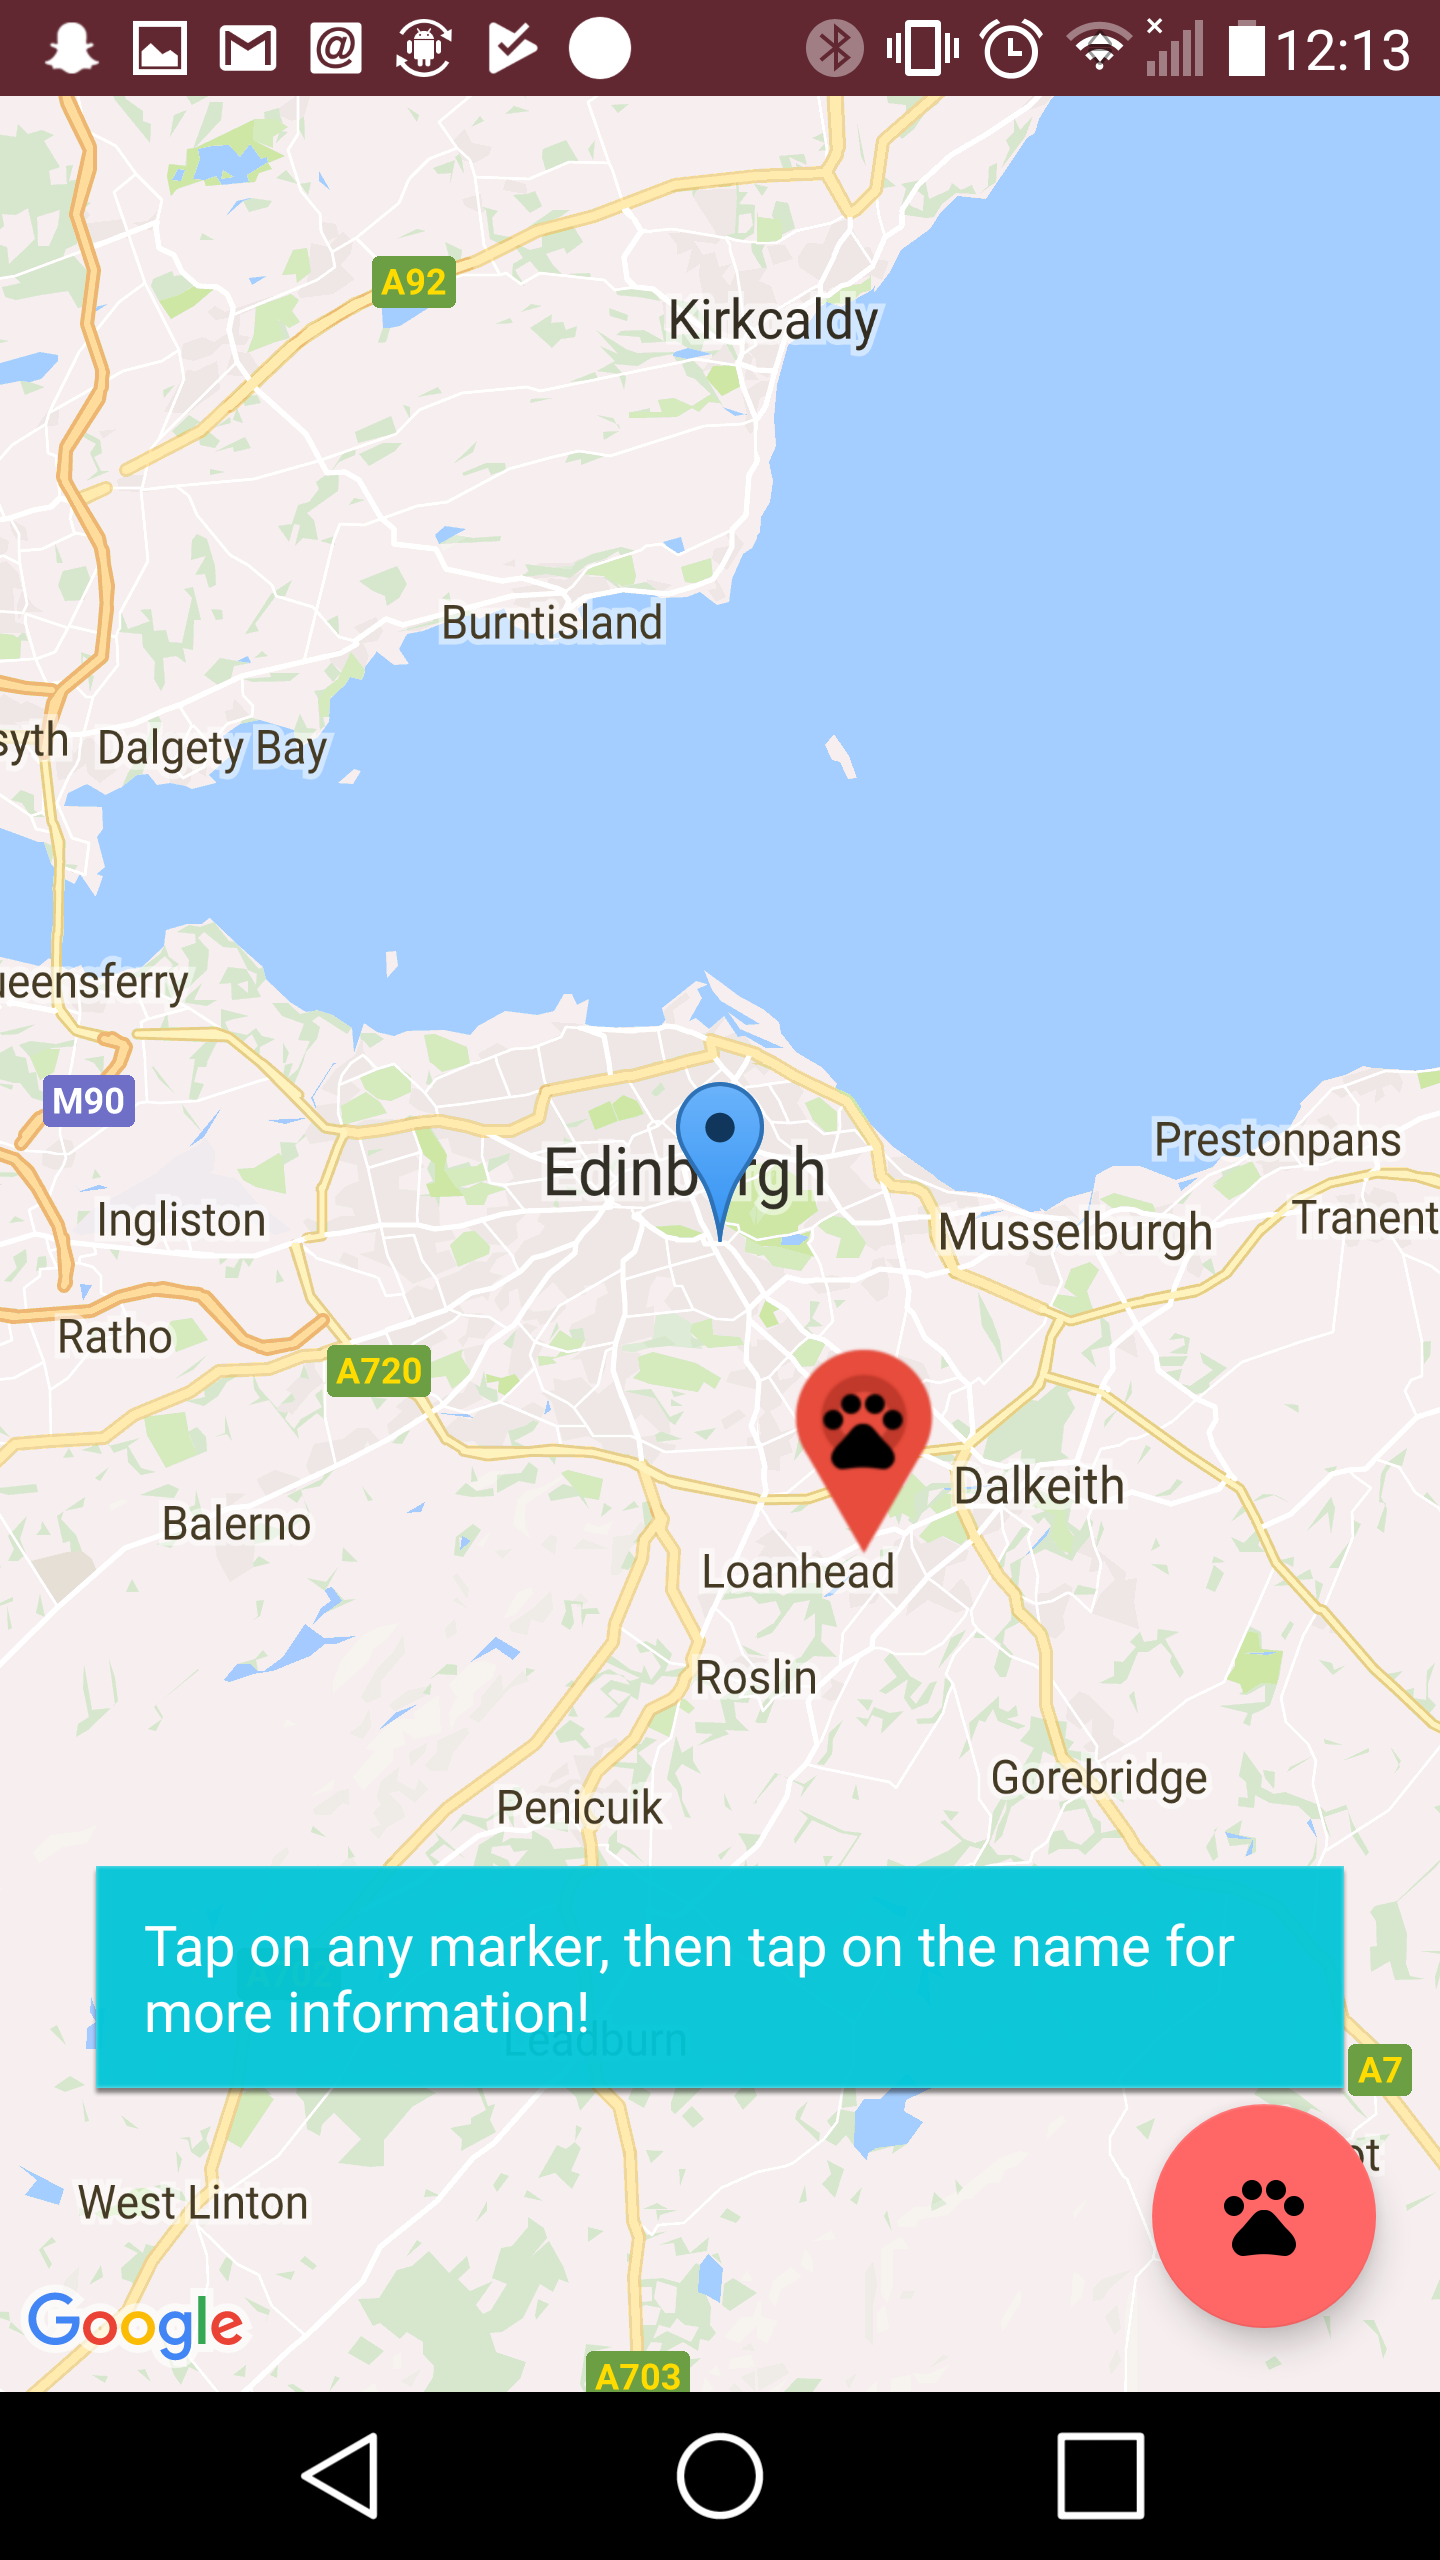 12:13
A92
Kirkcaldy
Burntisland
syth
Dalgety Bay
ueensferry
M90
Prestonpans
Edinb rgh
Ingliston
Musselburgh
Tranent
Ratho
A720
Dalkeith
Balerno
Loanhead
Roslin
Gorebridge
Penicuik
Tap on any marker, then tap on the name for
A702
more information!
Leadburn
A7
ot
West Linton
Google
A703